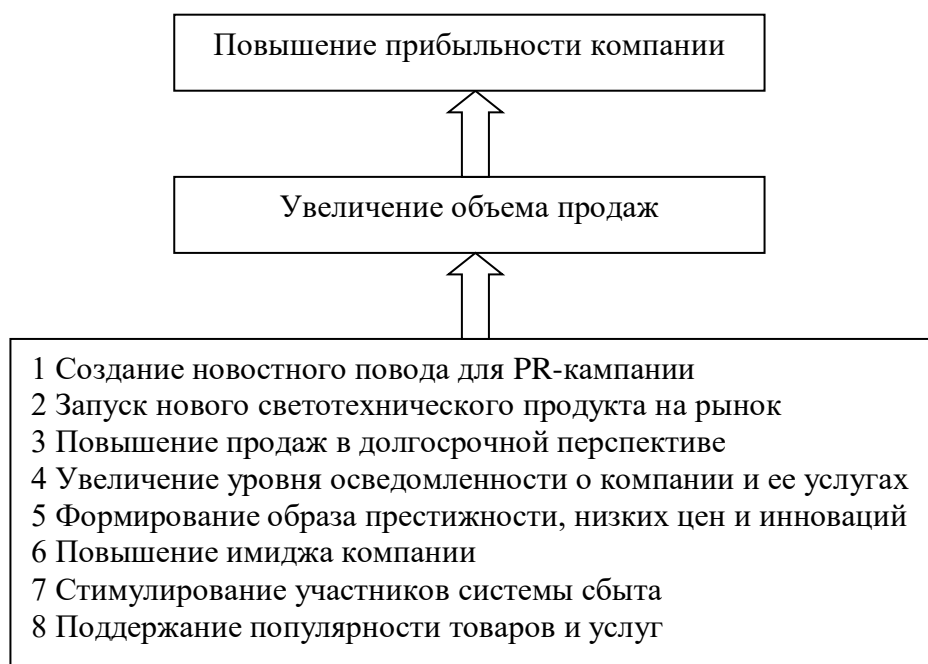 Повышение прибыльности компании
Увеличение объема продаж
1 Создание новостного повода для PR-кампании
2 Запуск нового светотехнического продукта на рынок
3 Повышение продаж в долгосрочной перспективе
4 Увеличение уровня осведомленности о компании и ее услугах
5 Формирование образа престижности, низких цен и инноваций
6 Повышение имиджа компании
7 Стимулирование участников системы сбыта
8 Поддержание популярности товаров и услуг